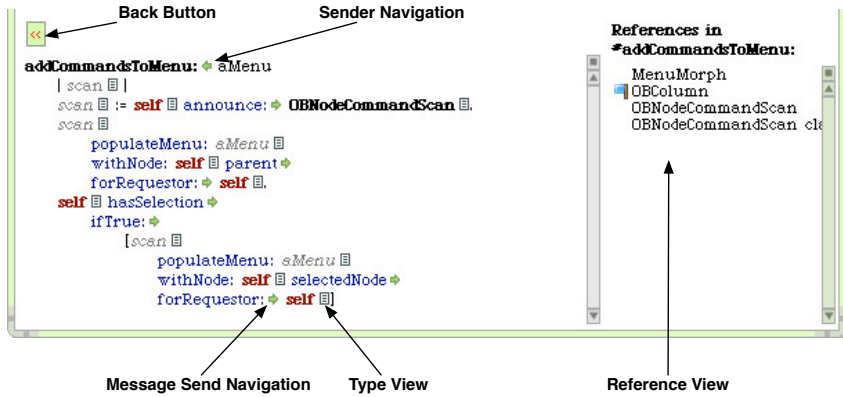 Back Button
Sender Navigation
<<
addCommandsToMenu: aMenu
| scan |
scan := self announce: OBNodeCommandScan .
scan
populateMenu: aMenu
withNode: self parent
forRequestor: self .
self hasSelection
ifTrue:
[scan
populateMenu: aMenu
withNode: self selectedNode
forRequestor: self ]
References in
*addCommandsToMenu:
MenuMorph
OBColumn
OBNodeCommandScan
OBNodeCommandScan cla
Message Send Navigation
Type View
Reference View